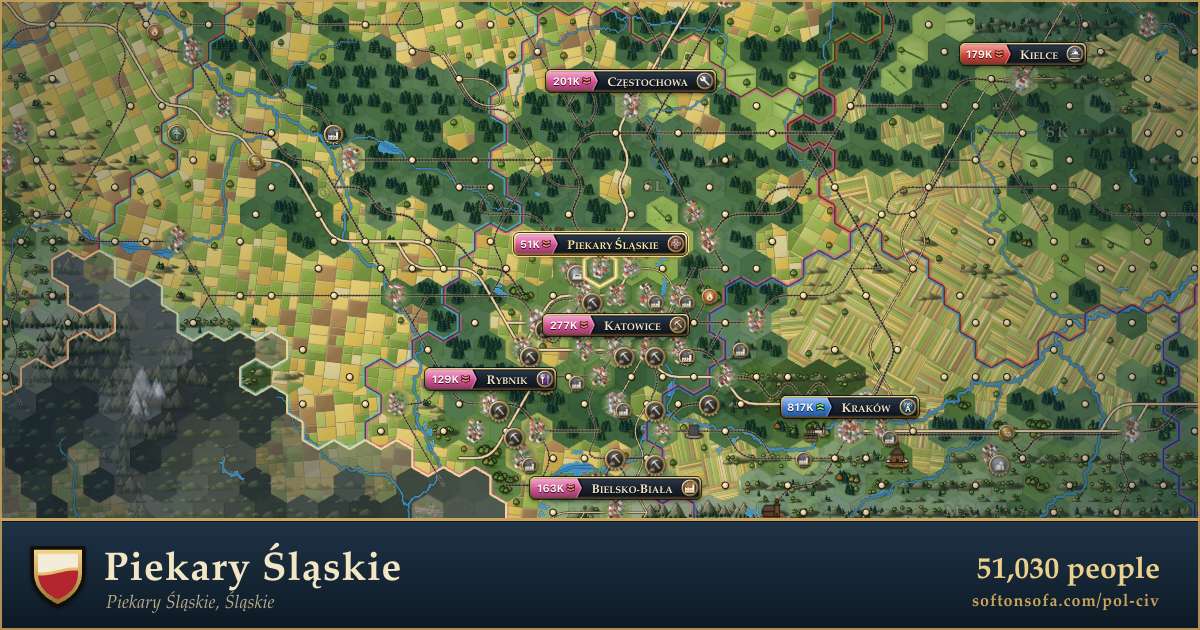 179K KIELCE
201K CZĘSTOCHOWA
SK
51K PIEKARY ŚLĄSKIE
277K KATOWICE
129K RYBNIK
817K KRAKÓW
163K BIELSKO-BIAŁA
Piekary Śląskie
51,030 people
Piekary Śląskie, Śląskie
softonsofa.com/pol-civ